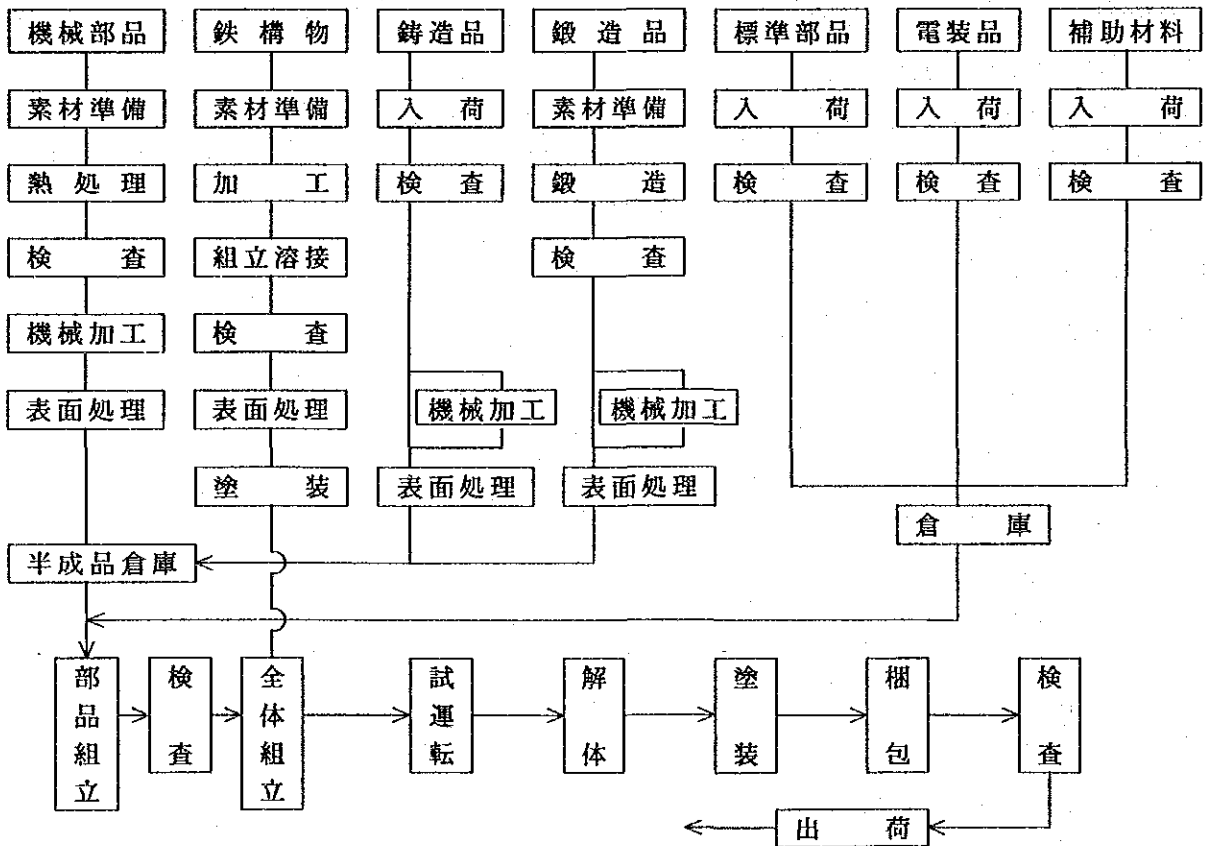 機械部品
鉄構物
鋳造品
鍛造品
標準部品
電装品
補助材料
素材準備
素材準備
入荷
素材準備
入荷
入荷
入荷
熱処理
加工
検査
鍛造
検査
検査
検査
検査
組立溶接
検査
機械加工
検査
表面処理
表面処理
機械加工
機械加工
塗装
表面処理
表面処理
倉庫
半成品倉庫
部品組立
検査
全体組立
試運転
解体
塗装
梱包
検査
出荷